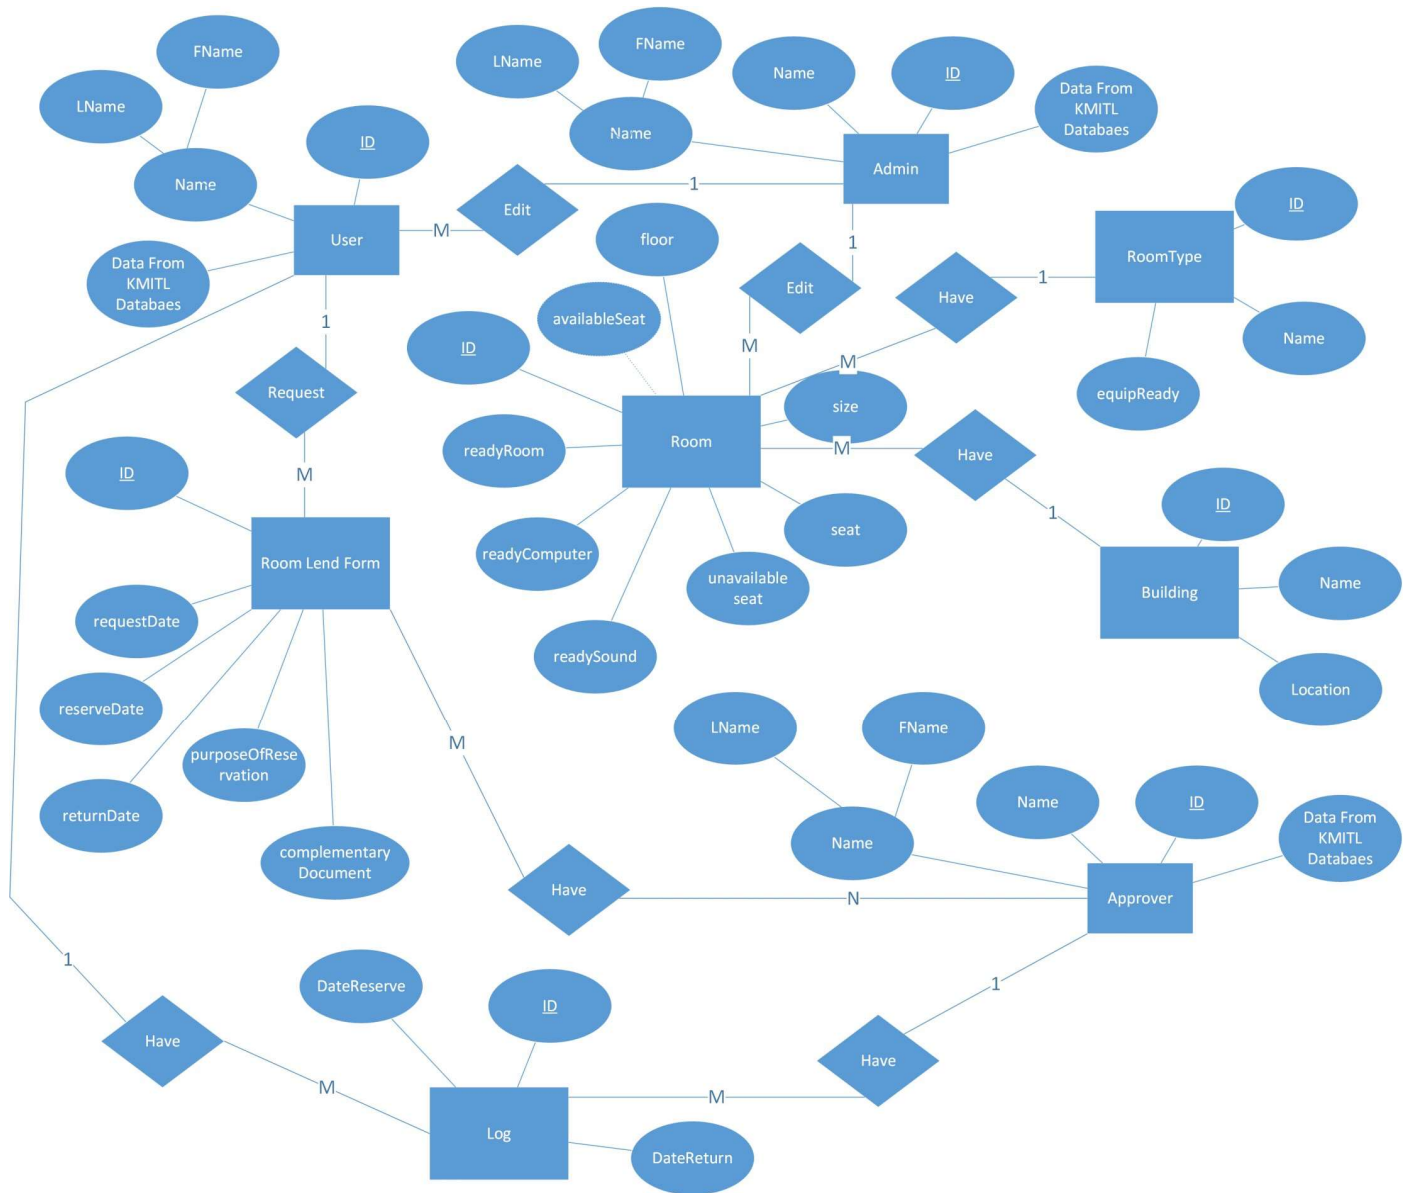 FName
LName
ID
Name
User
Data From
KMITL
Databaes
LName
FName
Name
Name
ID
Data From
KMITL
Databaes
Admin
Edit
M
1
1
Edit
M
Have
1
M
RoomType
ID
Name
equipReady
1
Request
M
floor
availableSeat
ID
readyRoom
Room
size
M
Have
1
readyComputer
seat
unavailable
seat
readySound
ID
Name
Building
Location
ID
Room Lend Form
requestDate
reserveDate
purposeOfRese
rvation
returnDate
complementary
Document
M
Have
N
LName
FName
Name
Name
ID
Data From
KMITL
Databaes
Approver
1
Have
M
DateReserve
ID
Log
DateReturn
1
Have
M